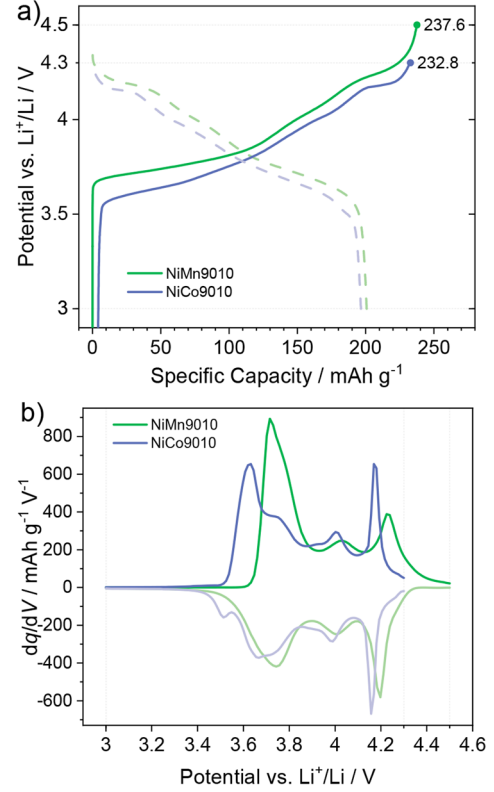 a)
4.5
4.3
4
3.5
3
Potential vs. Li⁺/Li / V
237.6
232.8
NiMn9010
NiCo9010
0 50 100 150 200 250
Specific Capacity / mAh g⁻¹
b)
NiMn9010
NiCo9010
800
600
400
200
0
-200
-400
-600
dq/dV / mAh g⁻¹ V⁻¹
3 3.2 3.4 3.6 3.8 4 4.2 4.4 4.6
Potential vs. Li⁺/Li / V